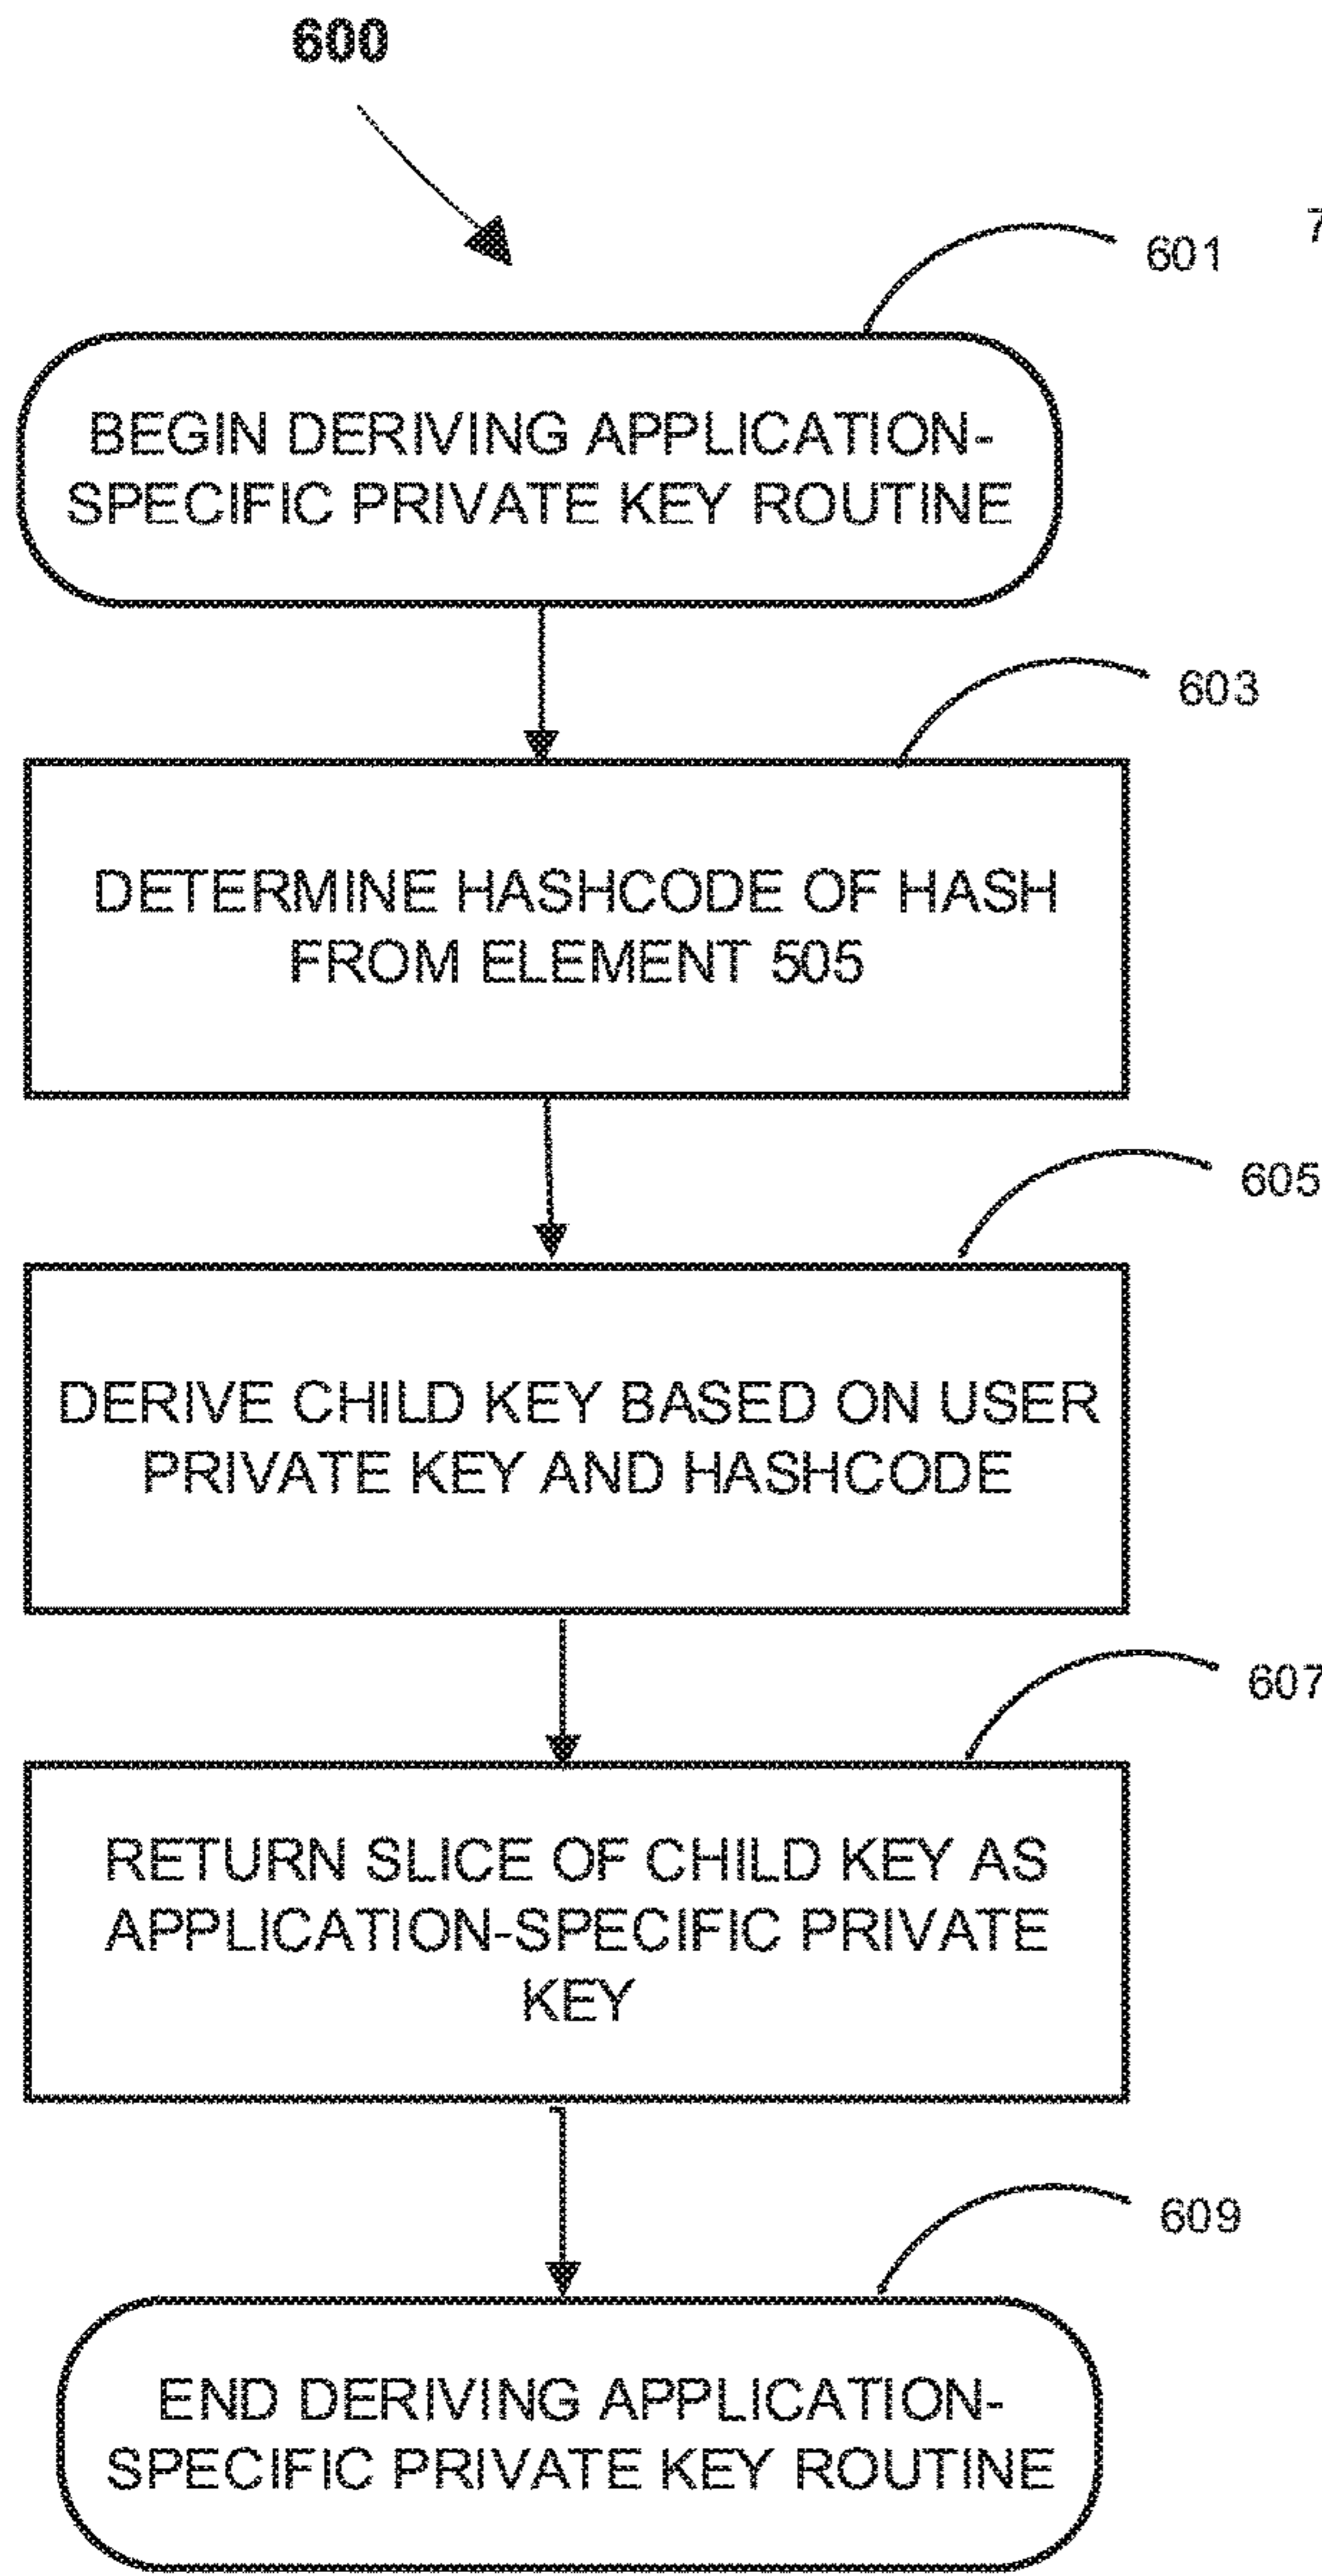 600
601
7
BEGIN DERIVING APPLICATION-
SPECIFIC PRIVATE KEY ROUTINE
603
DETERMINE HASHCODE OF HASH
FROM ELEMENT 505
605
DERIVE CHILD KEY BASED ON USER
PRIVATE KEY AND HASHCODE
607
RETURN SLICE OF CHILD KEY AS
APPLICATION-SPECIFIC PRIVATE
KEY
609
END DERIVING APPLICATION-
SPECIFIC PRIVATE KEY ROUTINE